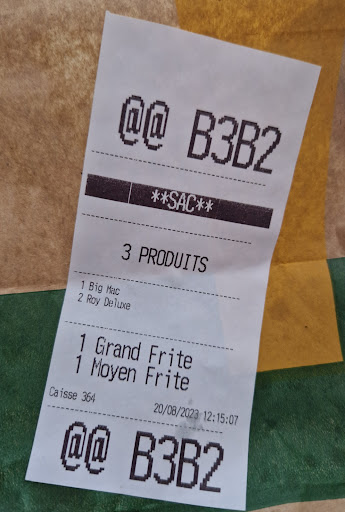 @@ B3B2
**SAC**
3 PRODUITS
1 Big Mac
2 Roy Deluxe
1 Grand Frite
1 Moyen Frite
Caisse 364 20/08/2023 12:15:07
@@ B3B2